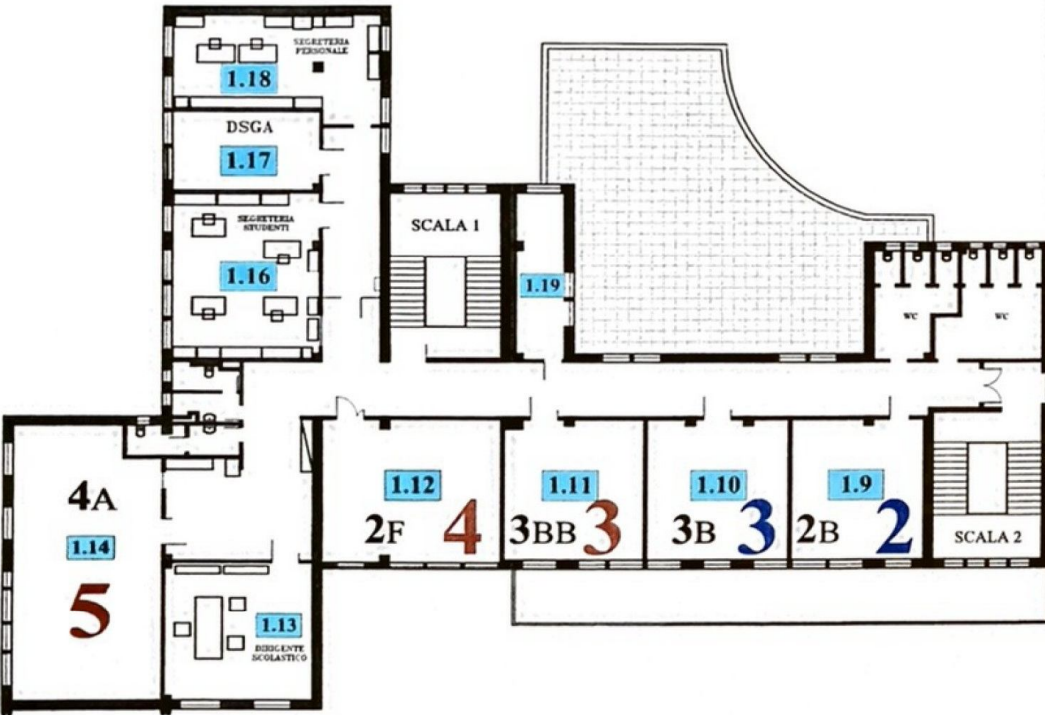 SEGRETERIA
PERSONALE
1.18
DSGA
1.17
SEGRETERIA
STUDENTI
1.16
SCALA 1
1.19
WC
WC
4A
1.14
5
1.12
2F
4
1.11
3BB
3
1.10
3B
3
1.9
2B
2
SCALA 2
1.13
DIRIGENTE
SCOLASTICO